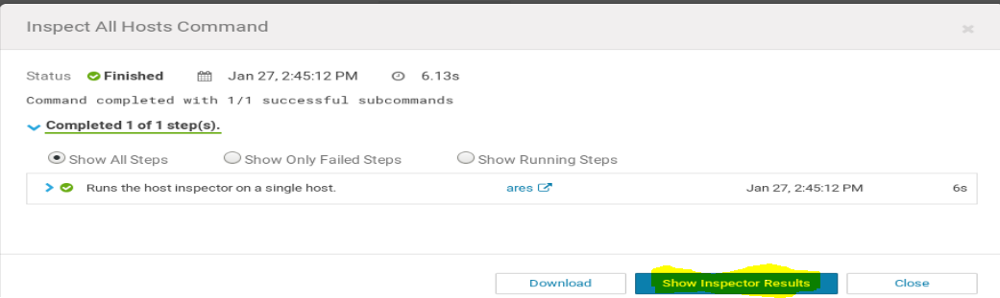 Inspect All Hosts Command
Status Finished Jan 27, 2:45:12 PM 6.13s
Command completed with 1/1 successful subcommands
Completed 1 of 1 step(s).
Show All Steps Show Only Failed Steps Show Running Steps
Runs the host inspector on a single host. ares Jan 27, 2:45:12 PM 6s
Download Show Inspector Results Close